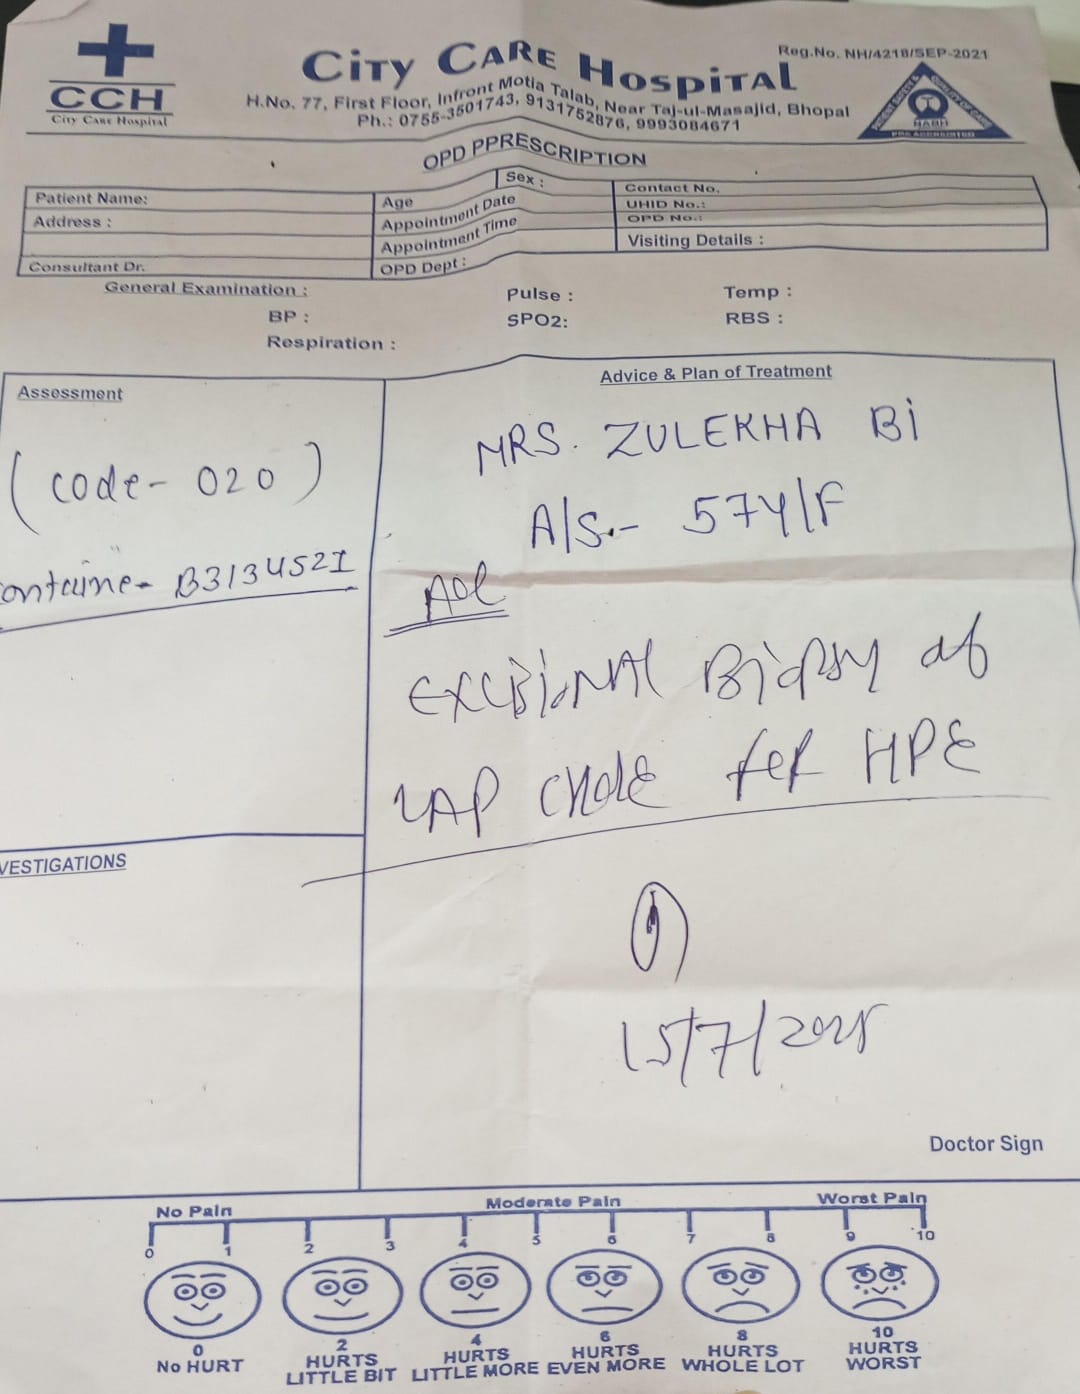 CCH
City Care Hospital
City CARE HOSPITAL
Reg.No. NH/4218/SEP-2021
H.No. 77, First Floor, Infront Motia Talab, Near Taj-ul-Masajid, Bhopal
Ph.: 0755-3501743, 9131752876, 9993084671
NABH
PRE ACCREDITED
OPD PPRESCRIPTION
Patient Name:
Age
Sex :
Contact No.
Address :
Appointment Date
UHID No.:
OPD No.:
Appointment Time
Visiting Details :
Consultant Dr.
OPD Dept :
General Examination :
Pulse :
Temp :
BP :
SPO2:
RBS :
Respiration :
Assessment
Advice & Plan of Treatment
MRS. ZULEKHA Bi
(code- 020)
A/S.- 57Y/F
containe- B3134521
Adv
EXCISIONAL BIOPSY of
LAP CHOLE for HPE
VESTIGATIONS
15/7/2025
Doctor Sign
No Pain
Moderate Pain
Worst Pain
0 1 2 3 4 5 6 7 8 9 10
0 2 4 6 8 10
No HURT
HURTS LITTLE BIT
HURTS LITTLE MORE
HURTS EVEN MORE
HURTS WHOLE LOT
HURTS WORST